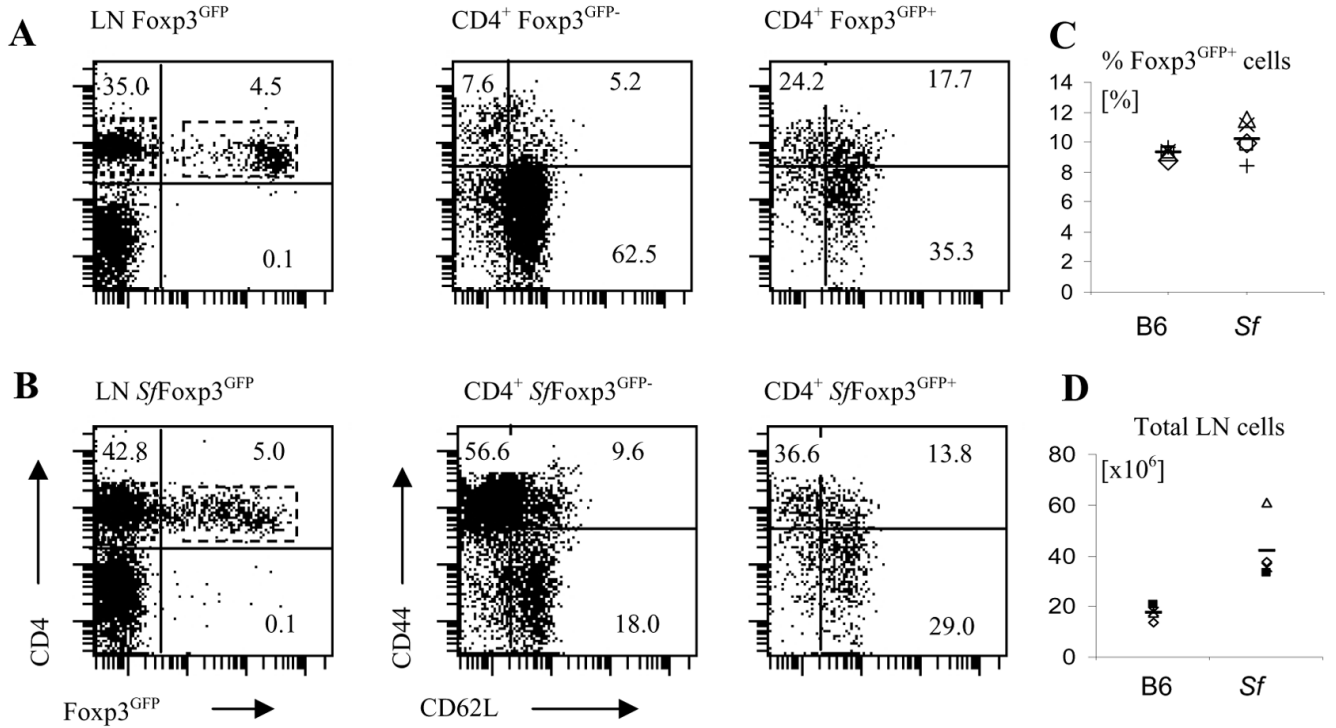 A
LN Foxp3GFP
CD4+ Foxp3GFP-
CD4+ Foxp3GFP+
35.0 4.5
0.1
7.6 5.2
62.5
24.2 17.7
35.3
C
% Foxp3GFP+ cells
[%]
14
12
10
8
6
4
2
0
B6 Sf
B
LN SfFoxp3GFP
CD4+ SfFoxp3GFP-
CD4+ SfFoxp3GFP+
42.8 5.0
0.1
56.6 9.6
18.0
36.6 13.8
29.0
CD4
Foxp3GFP
CD44
CD62L
D
Total LN cells
[x10^6]
80
60
40
20
0
B6 Sf